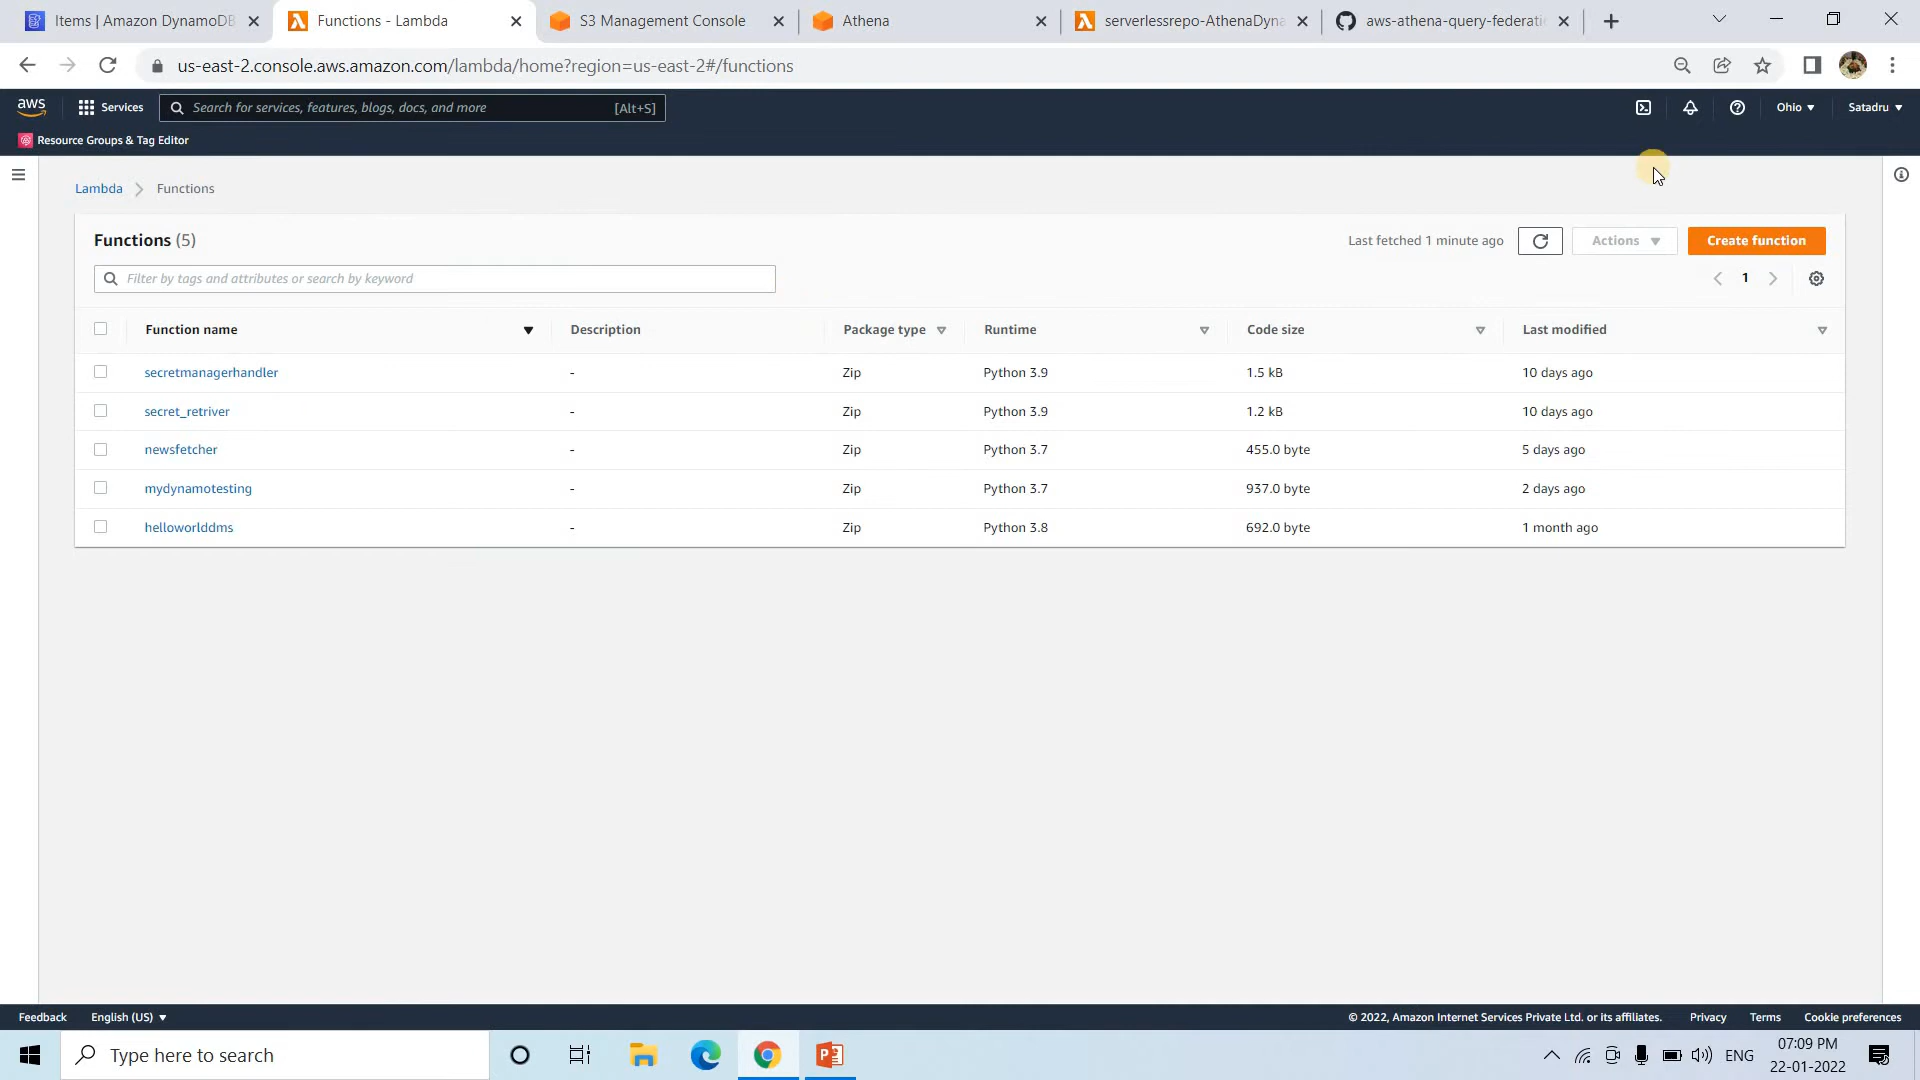 Items | Amazon DynamoDB
Functions - Lambda
S3 Management Console
Athena
serverlessrepo-AthenaDyna
aws-athena-query-federati
us-east-2.console.aws.amazon.com/lambda/home?region=us-east-2#/functions
aws
Services
Search for services, features, blogs, docs, and more
[Alt+S]
Ohio
Satadru
Resource Groups & Tag Editor
Lambda
Functions
Functions (5)
Last fetched 1 minute ago
Actions
Create function
Filter by tags and attributes or search by keyword
1
Function name Description Package type Runtime Code size Last modified
secretmanagerhandler - Zip Python 3.9 1.5 kB 10 days ago
secret_retriver - Zip Python 3.9 1.2 kB 10 days ago
newsfetcher - Zip Python 3.7 455.0 byte 5 days ago
mydynamotesting - Zip Python 3.7 937.0 byte 2 days ago
helloworlddms - Zip Python 3.8 692.0 byte 1 month ago
Feedback
English (US)
© 2022, Amazon Internet Services Private Ltd. or its affiliates.
Privacy
Terms
Cookie preferences
Type here to search
ENG
07:09 PM
22-01-2022